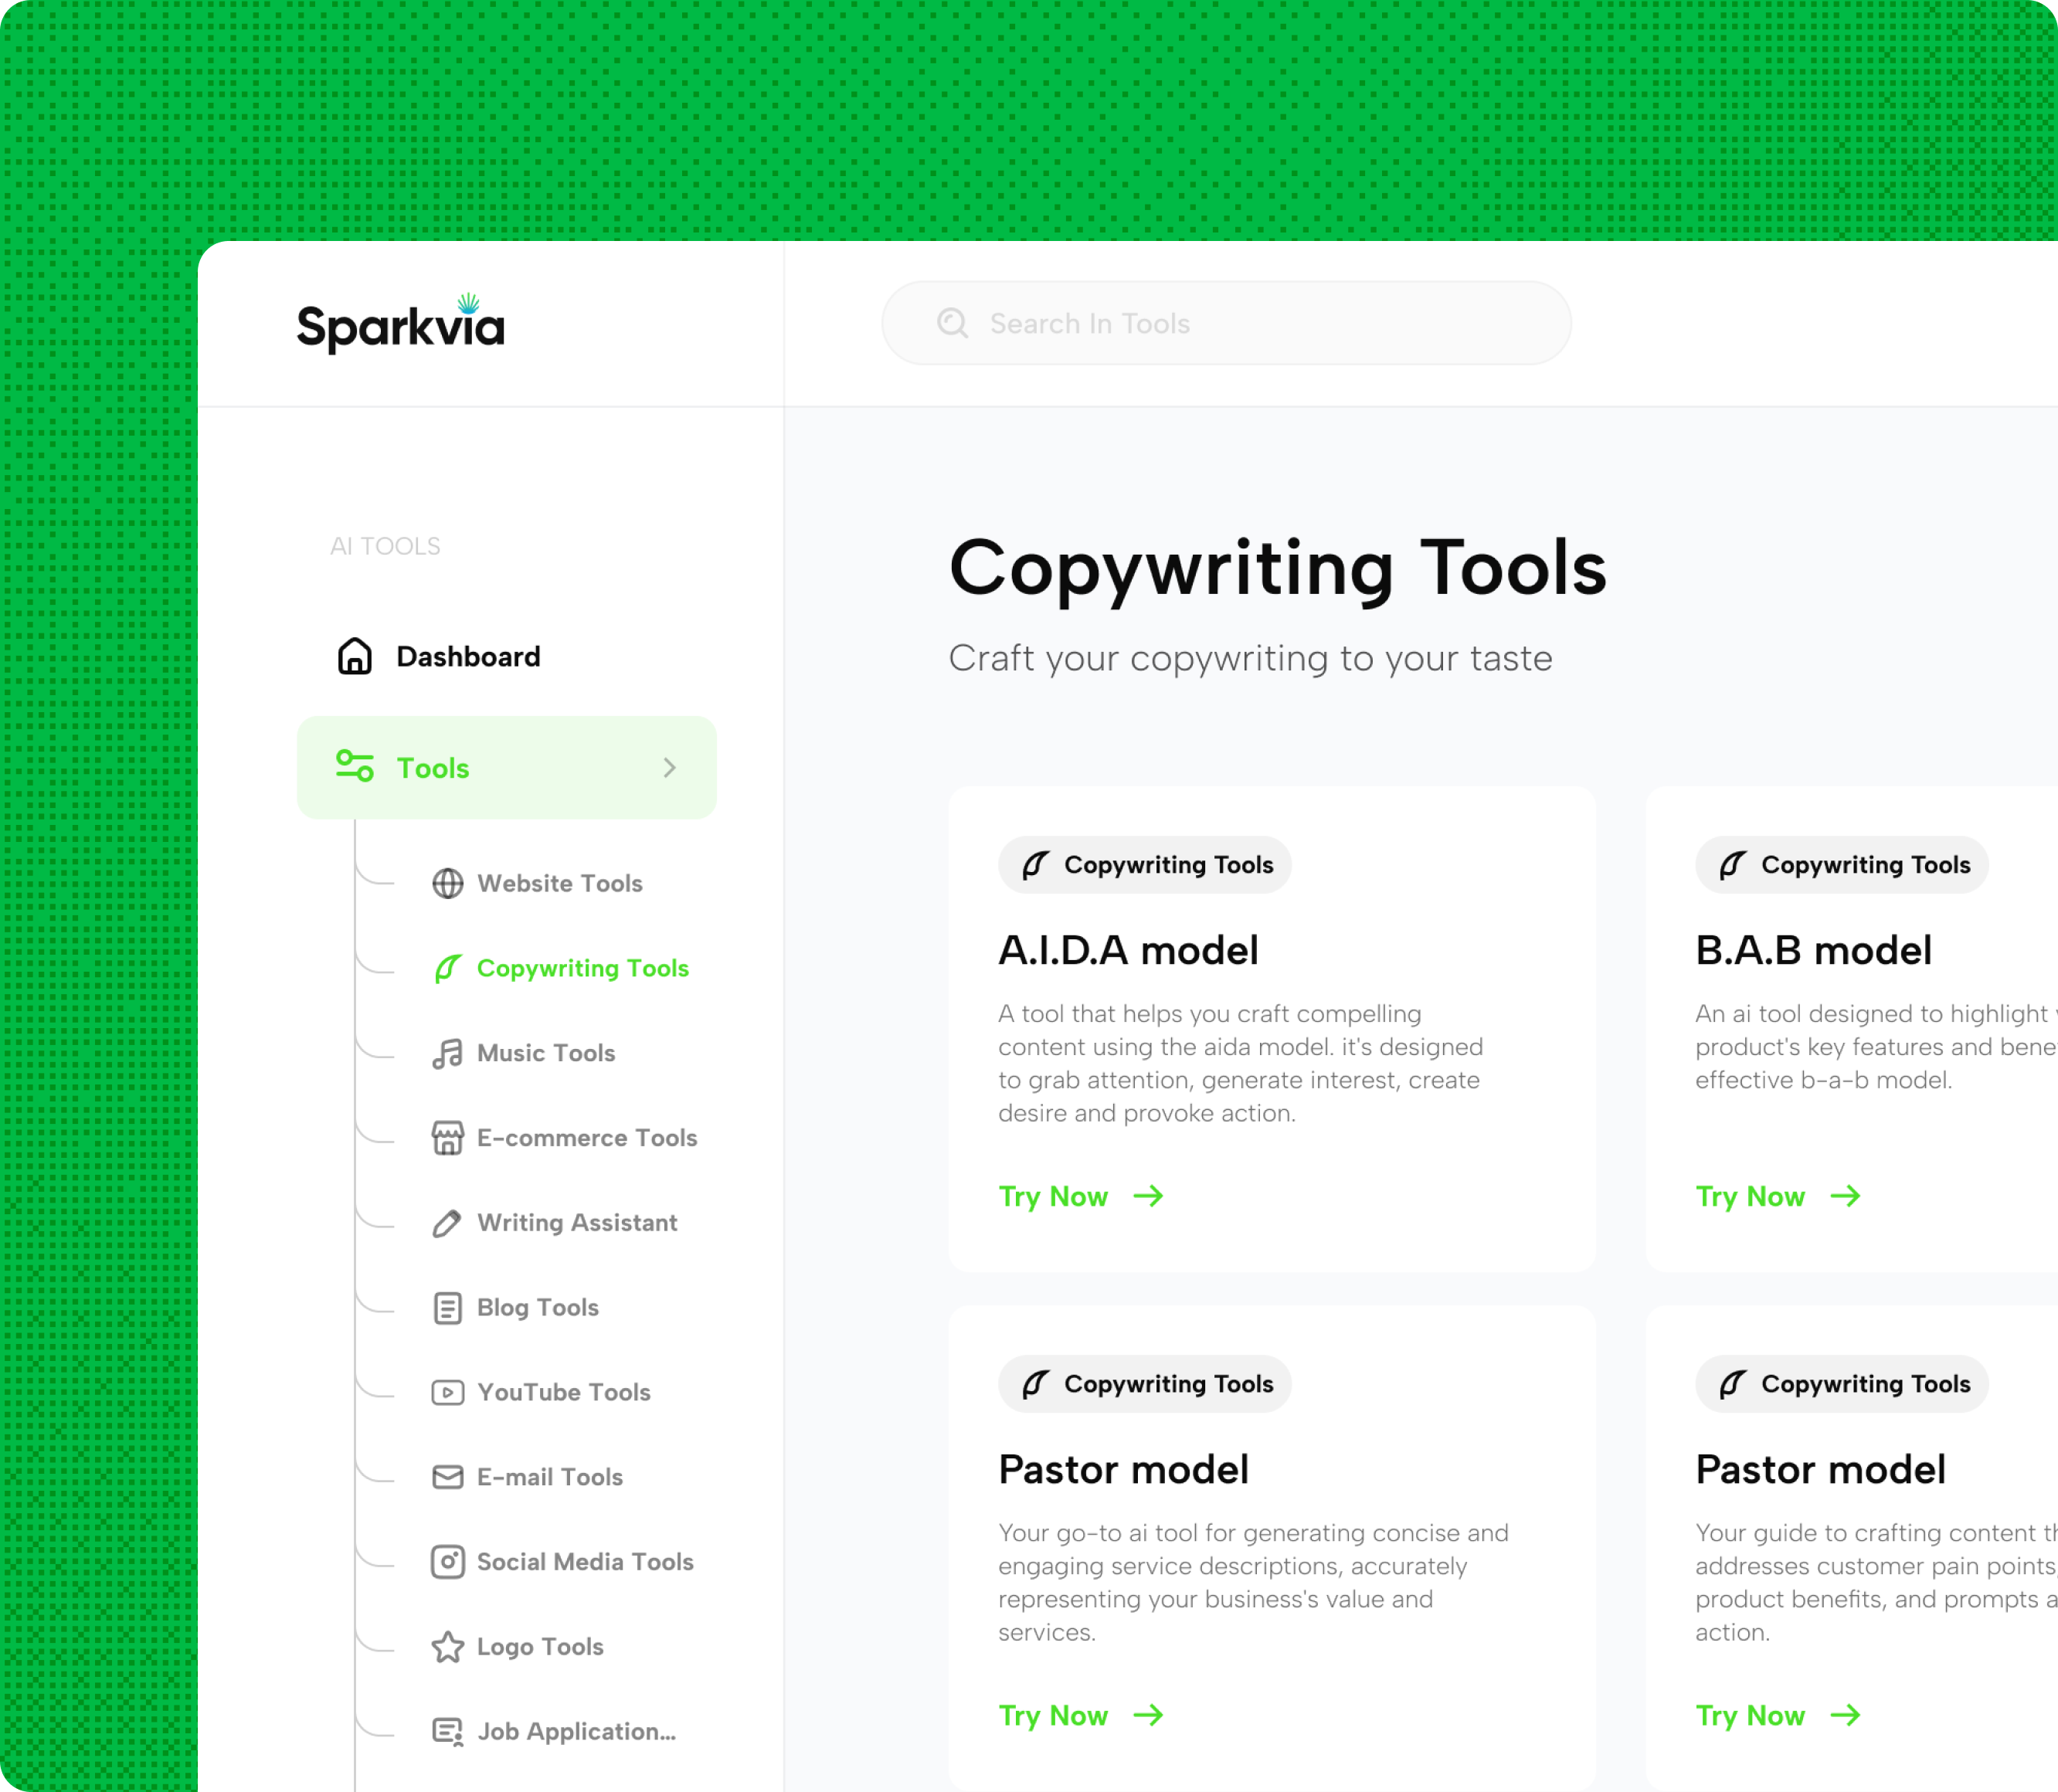 Sparkvia
Search In Tools
AI TOOLS
Dashboard
Tools
Website Tools
Copywriting Tools
Music Tools
E-commerce Tools
Writing Assistant
Blog Tools
YouTube Tools
E-mail Tools
Social Media Tools
Logo Tools
Job Application...
Copywriting Tools
Craft your copywriting to your taste
Copywriting Tools
A.I.D.A model
A tool that helps you craft compelling
content using the aida model. it's designed
to grab attention, generate interest, create
desire and provoke action.
Try Now
Copywriting Tools
B.A.B model
An ai tool designed to highlight
product's key features and
effective b-a-b model.
Try Now
Copywriting Tools
Pastor model
Your go-to ai tool for generating concise and
engaging service descriptions, accurately
representing your business's value and
services.
Try Now
Copywriting Tools
Pastor model
Your guide to crafting content
addresses customer pain points,
product benefits, and prompts
action.
Try Now